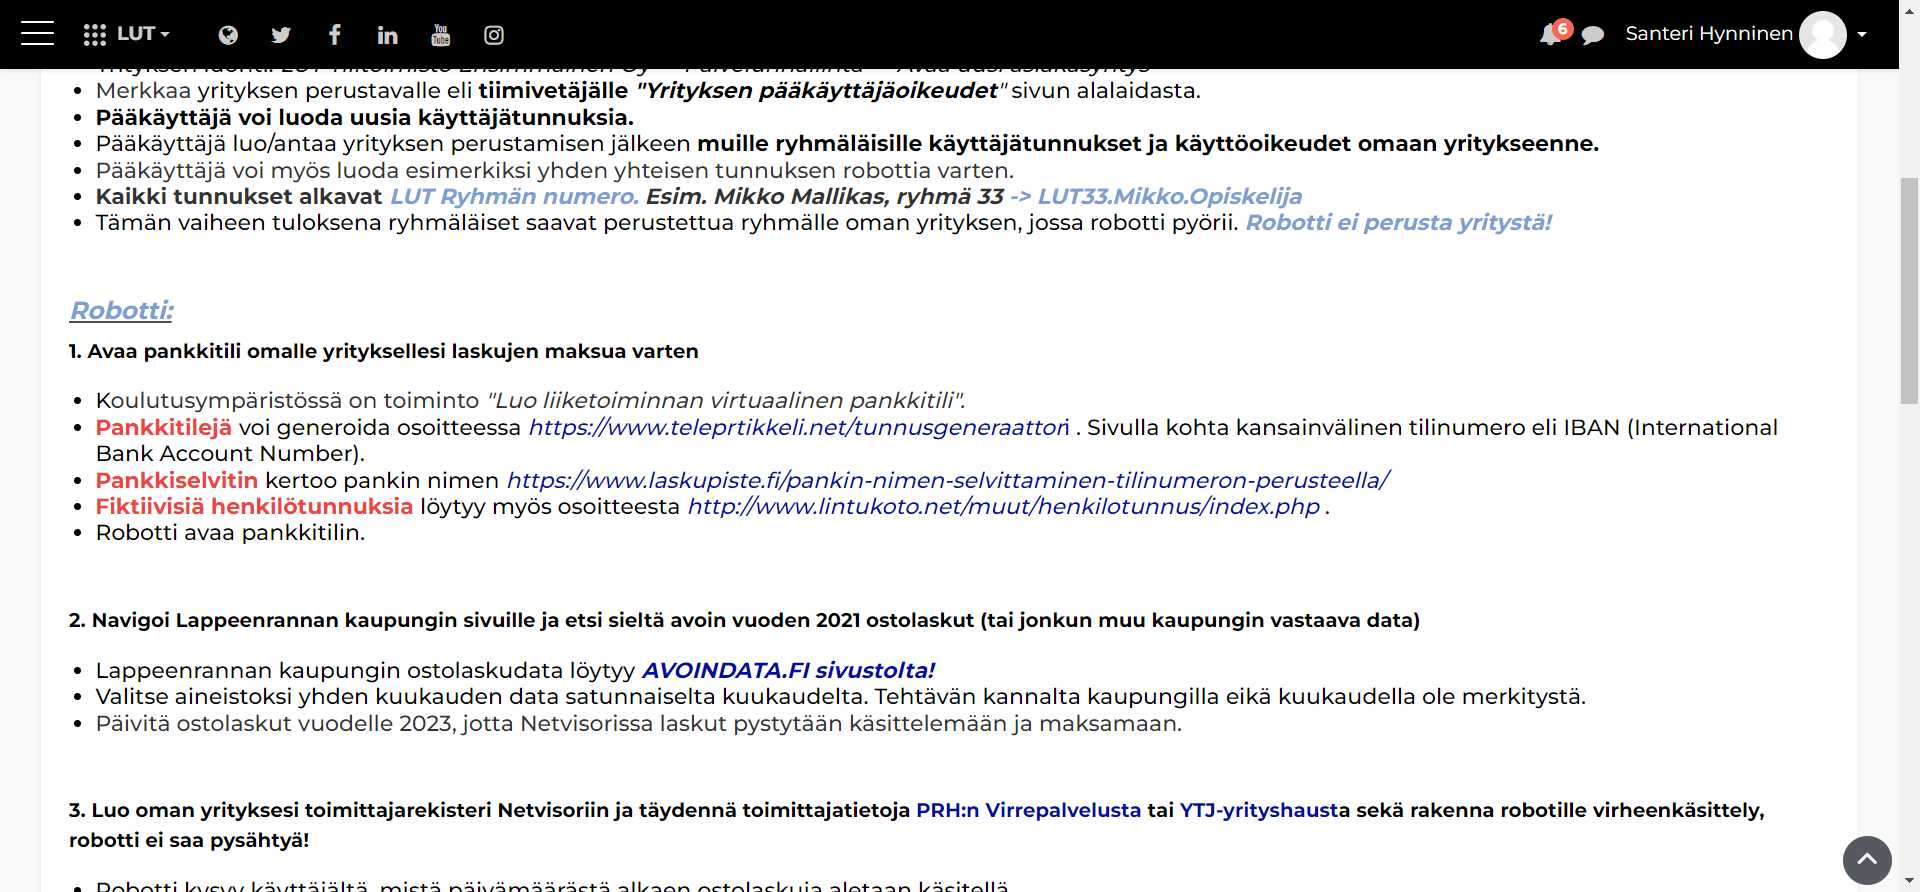 LUT
You Tube
6
Santeri Hynninen
Merkkaa yrityksen perustavalle eli tiimivetäjälle "Yrityksen pääkäyttäjäoikeudet" sivun alalaidasta.
Pääkäyttäjä voi luoda uusia käyttäjätunnuksia.
Pääkäyttäjä luo/antaa yrityksen perustamisen jälkeen muille ryhmäläisille käyttäjätunnukset ja käyttöoikeudet omaan yritykseenne.
Pääkäyttäjä voi myös luoda esimerkiksi yhden yhteisen tunnuksen robottia varten.
Kaikki tunnukset alkavat LUT Ryhmän numero. Esim. Mikko Mallikas, ryhmä 33 -> LUT33.Mikko.Opiskelija
Tämän vaiheen tuloksena ryhmäläiset saavat perustettua ryhmälle oman yrityksen, jossa robotti pyörii. Robotti ei perusta yritystä!
Robotti:
1. Avaa pankkitili omalle yrityksellesi laskujen maksua varten
Koulutusympäristössä on toiminto "Luo liiketoiminnan virtuaalinen pankkitili".
Pankkitilejä voi generoida osoitteessa https://www.teleprtikkeli.net/tunnusgeneraattori . Sivulla kohta kansainvälinen tilinumero eli IBAN (International
Bank Account Number).
Pankkiselvitin kertoo pankin nimen https://www.laskupiste.fi/pankin-nimen-selvittaminen-tilinumeron-perusteella/
Fiktiivisiä henkilötunnuksia löytyy myös osoitteesta http://www.lintukoto.net/muut/henkilotunnus/index.php .
Robotti avaa pankkitilin.
2. Navigoi Lappeenrannan kaupungin sivuille ja etsi sieltä avoin vuoden 2021 ostolaskut (tai jonkun muu kaupungin vastaava data)
Lappeenrannan kaupungin ostolaskudata löytyy AVOINDATA.FI sivustolta!
Valitse aineistoksi yhden kuukauden data satunnaiselta kuukaudelta. Tehtävän kannalta kaupungilla eikä kuukaudella ole merkitystä.
Päivitä ostolaskut vuodelle 2023, jotta Netvisorissa laskut pystytään käsittelemään ja maksamaan.
3. Luo oman yrityksesi toimittajarekisteri Netvisoriin ja täydennä toimittajatietoja PRH:n Virrepalvelusta tai YTJ-yrityshausta sekä rakenna robotille virheenkäsittely,
robotti ei saa pysähtyä!
Robotti kysyy käyttäjältä, mistä päivämäärästä alkaen ostolaskuja aletaan käsitellä